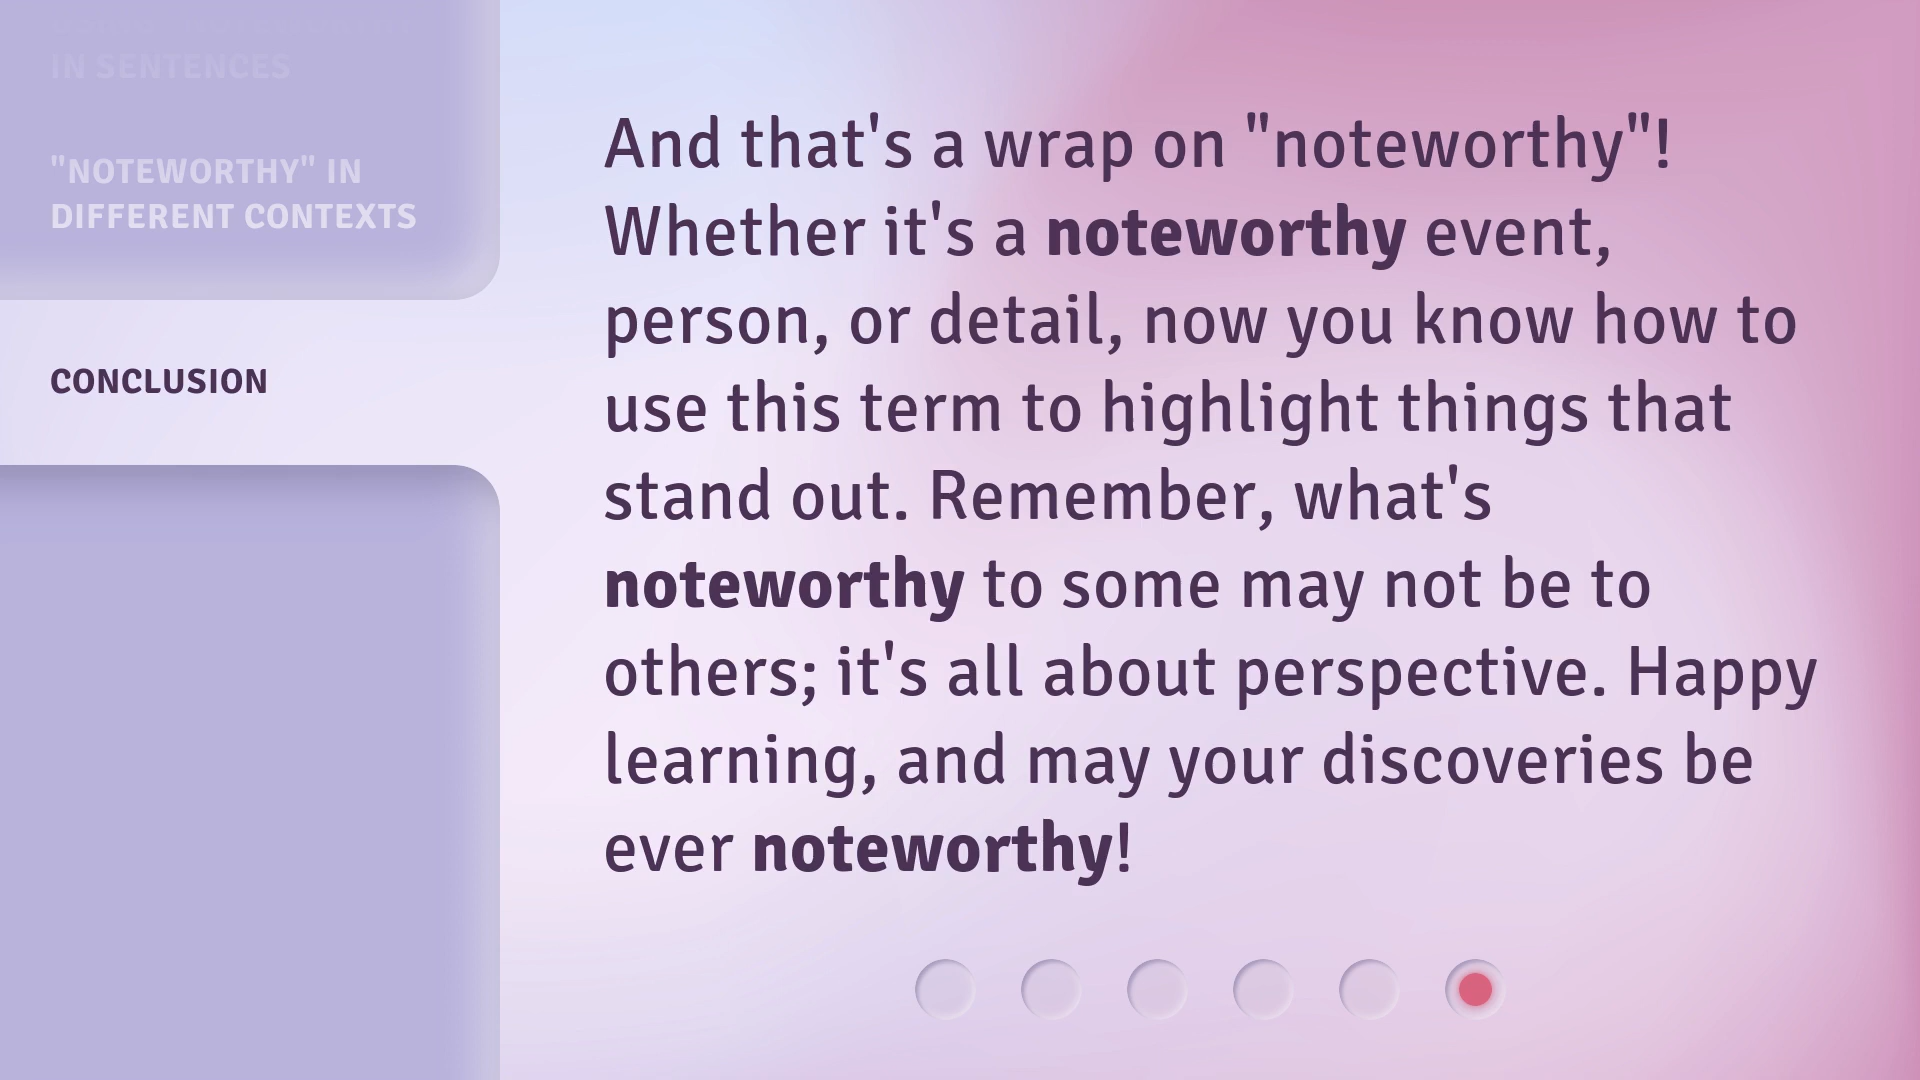 IN SENTENCES
"NOTEWORTHY" IN
DIFFERENT CONTEXTS
CONCLUSION
And that's a wrap on "noteworthy"!
Whether it's a noteworthy event,
person, or detail, now you know how to
use this term to highlight things that
stand out. Remember, what's
noteworthy to some may not be to
others; it's all about perspective. Happy
learning, and may your discoveries be
ever noteworthy!